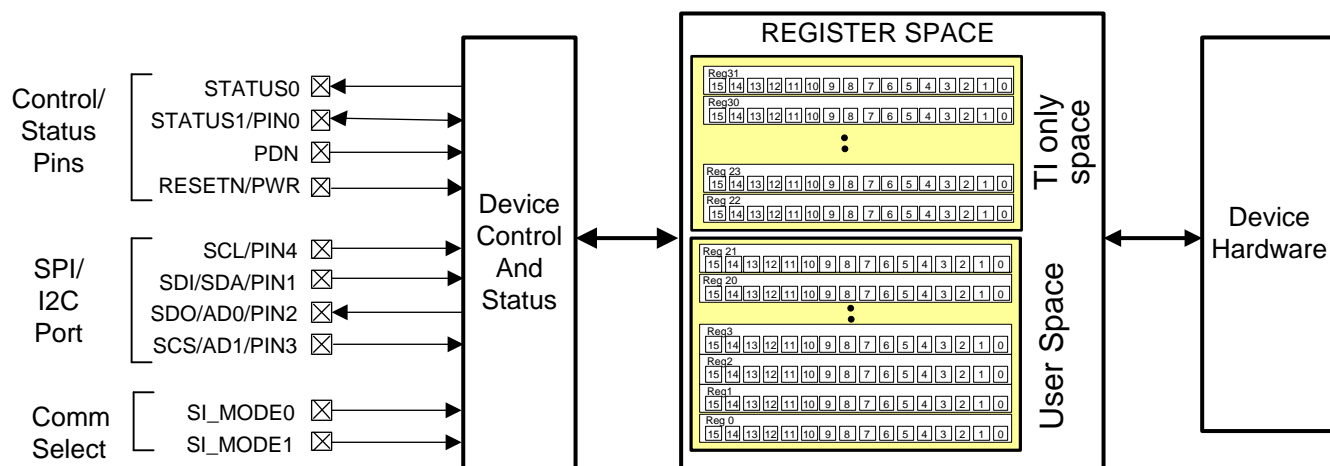 Control/
Status
Pins
STATUS0
STATUS1/PIN0
PDN
RESETN/PWR
SPI/
I2C
Port
SCL/PIN4
SDI/SDA/PIN1
SDO/AD0/PIN2
SCS/AD1/PIN3
Comm
Select
SI_MODE0
SI_MODE1
Device
Control
And
Status
REGISTER SPACE
Reg31
15 14 13 12 11 10 9 8 7 6 5 4 3 2 1 0
Reg30
15 14 13 12 11 10 9 8 7 6 5 4 3 2 1 0
Reg 23
15 14 13 12 11 10 9 8 7 6 5 4 3 2 1 0
Reg 22
15 14 13 12 11 10 9 8 7 6 5 4 3 2 1 0
TI only
space
Reg 21
15 14 13 12 11 10 9 8 7 6 5 4 3 2 1 0
Reg 20
15 14 13 12 11 10 9 8 7 6 5 4 3 2 1 0
Reg3
15 14 13 12 11 10 9 8 7 6 5 4 3 2 1 0
Reg2
15 14 13 12 11 10 9 8 7 6 5 4 3 2 1 0
Reg1
15 14 13 12 11 10 9 8 7 6 5 4 3 2 1 0
Reg 0
15 14 13 12 11 10 9 8 7 6 5 4 3 2 1 0
User Space
Device
Hardware